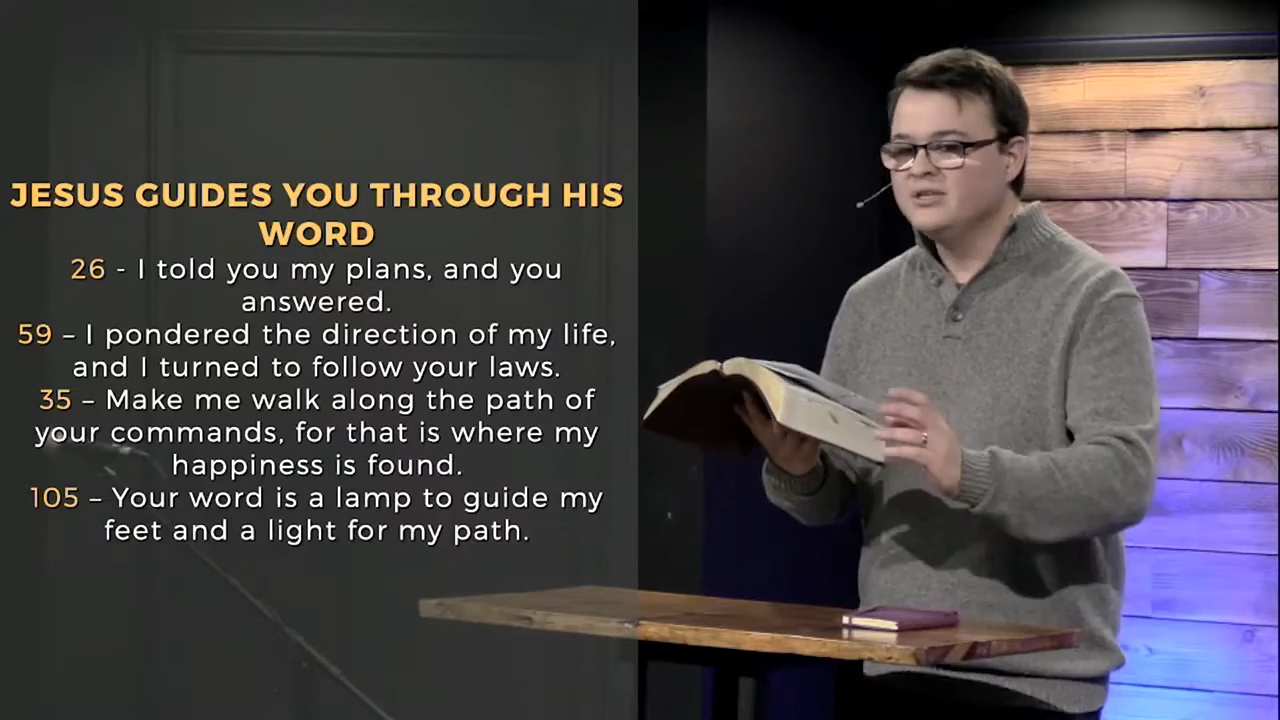 JESUS GUIDES YOU THROUGH HIS
WORD
26 - I told you my plans, and you
answered.
59 – I pondered the direction of my life,
and I turned to follow your laws.
35 – Make me walk along the path of
your commands, for that is where my
happiness is found.
105 – Your word is a lamp to guide my
feet and a light for my path.